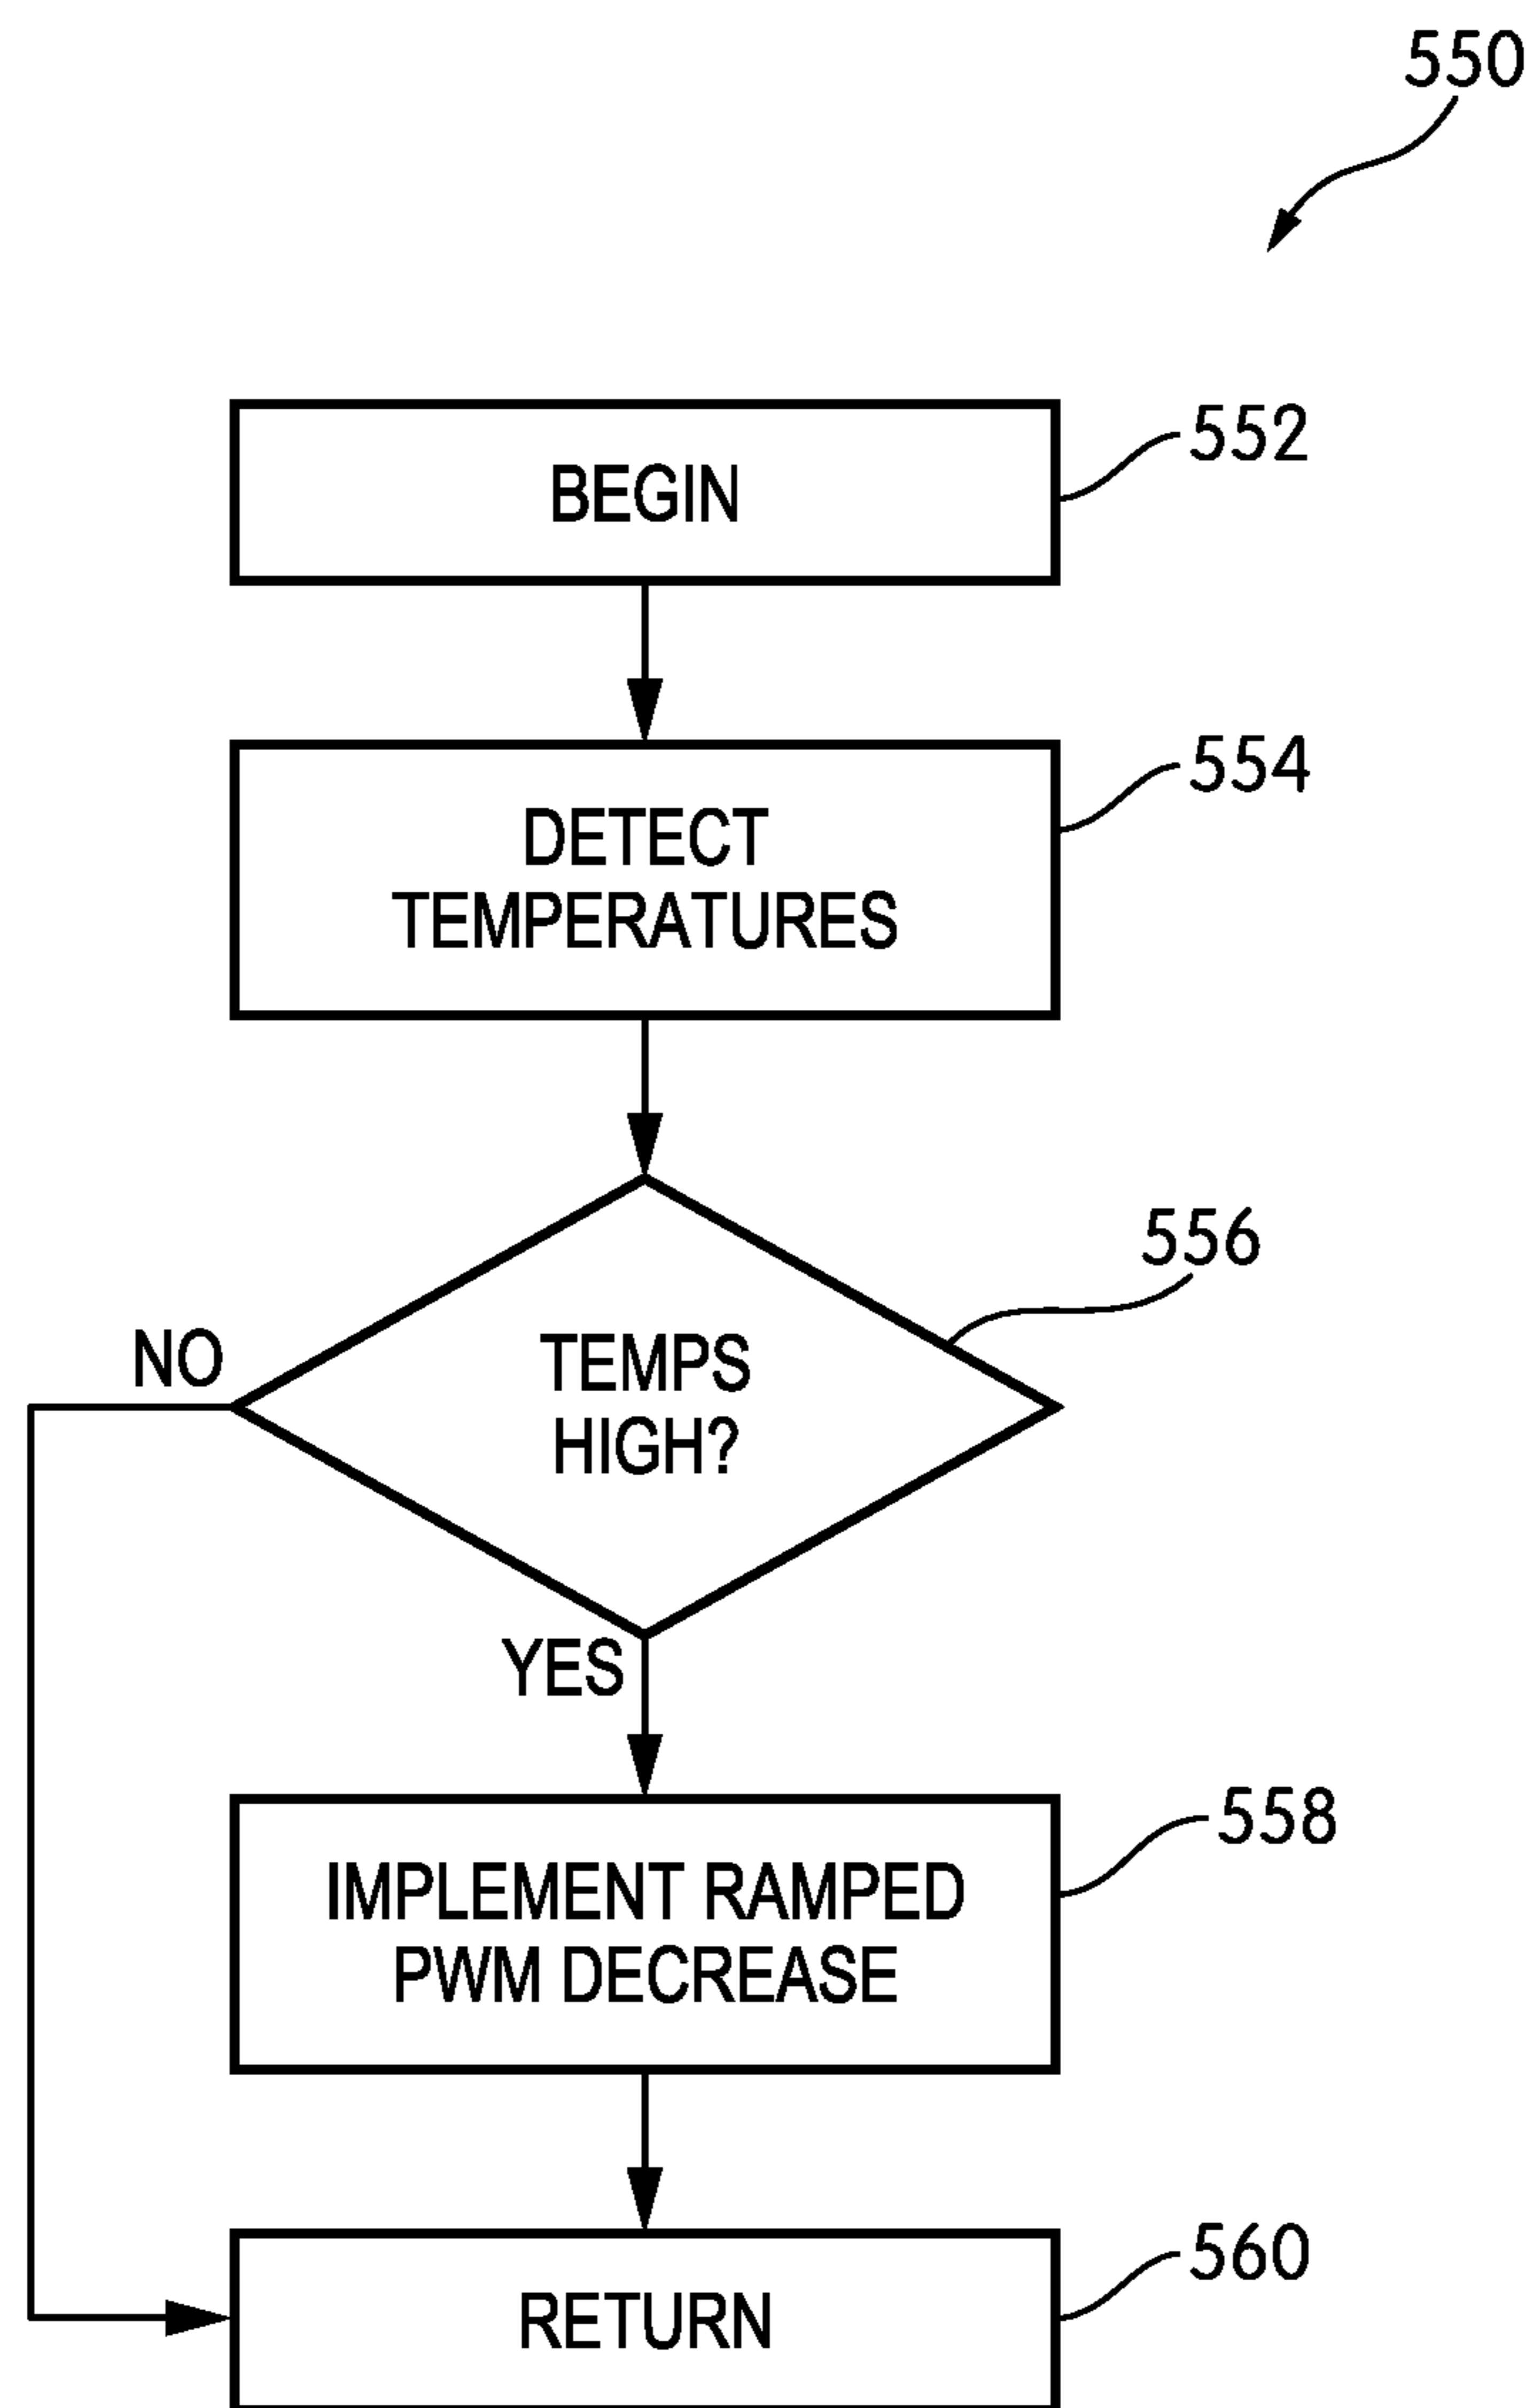 550
BEGIN
552
DETECT
TEMPERATURES
554
TEMPS
HIGH?
556
NO
YES
IMPLEMENT RAMPED
PWM DECREASE
558
RETURN
560